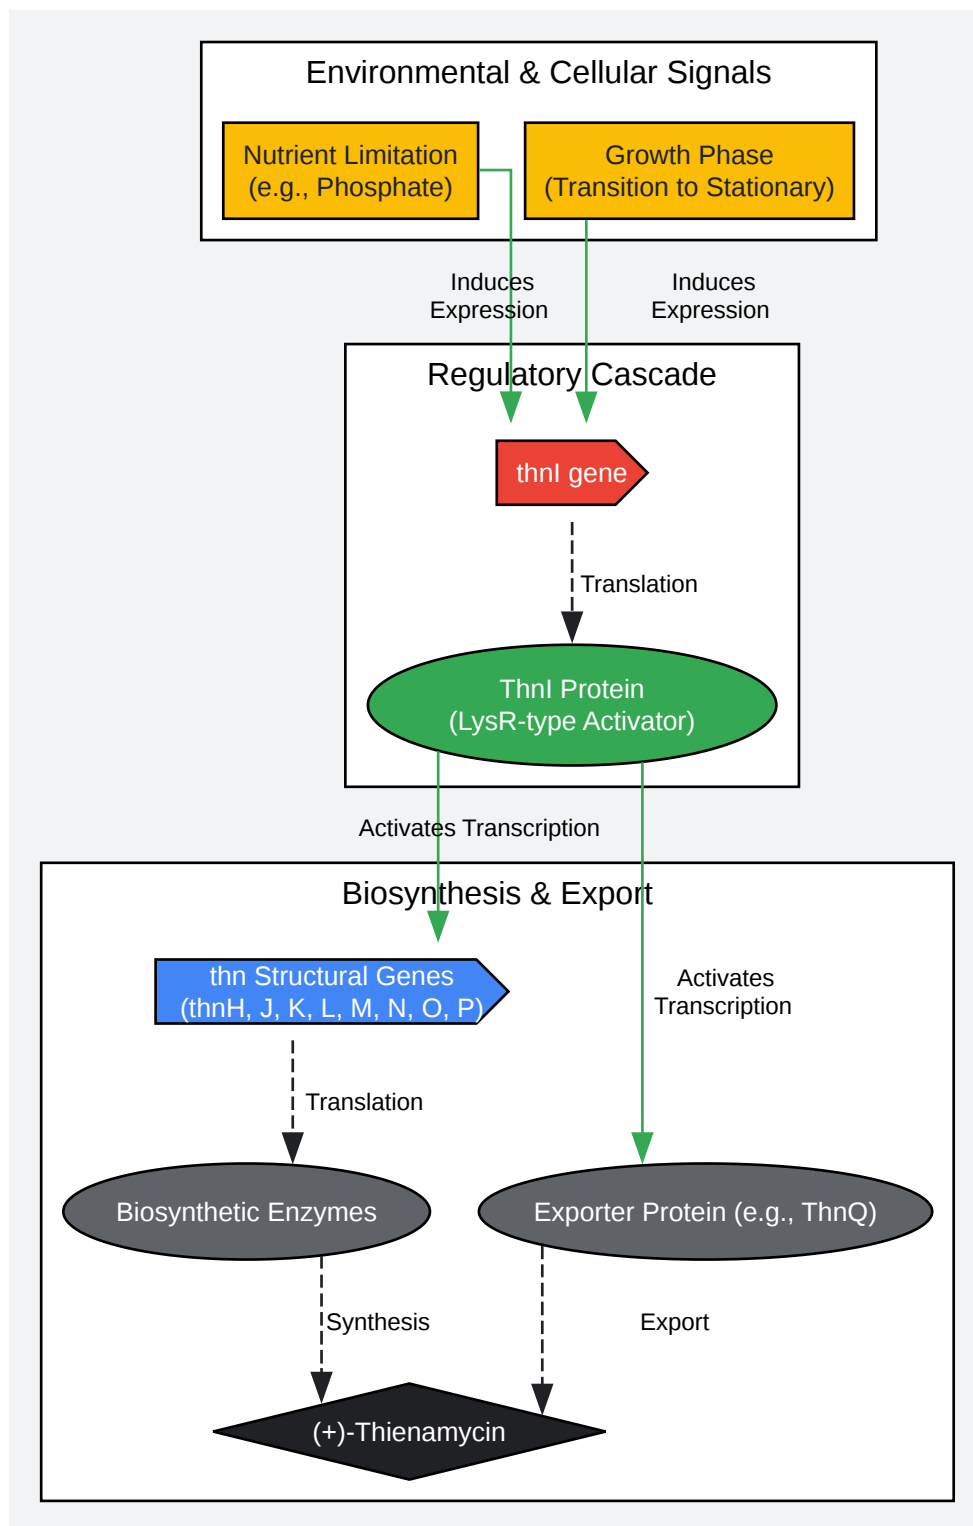 Environmental & Cellular Signals
Nutrient Limitation
(e.g., Phosphate)
Growth Phase
(Transition to Stationary)
Induces
Expression
Induces
Expression
Regulatory Cascade
thnI gene
Translation
ThnI Protein
(LysR-type Activator)
Activates Transcription
Biosynthesis & Export
thn Structural Genes
(thnH, J, K, L, M, N, O, P)
Activates
Transcription
Translation
Biosynthetic Enzymes
Exporter Protein (e.g., ThnQ)
Synthesis
Export
(+)-Thienamycin